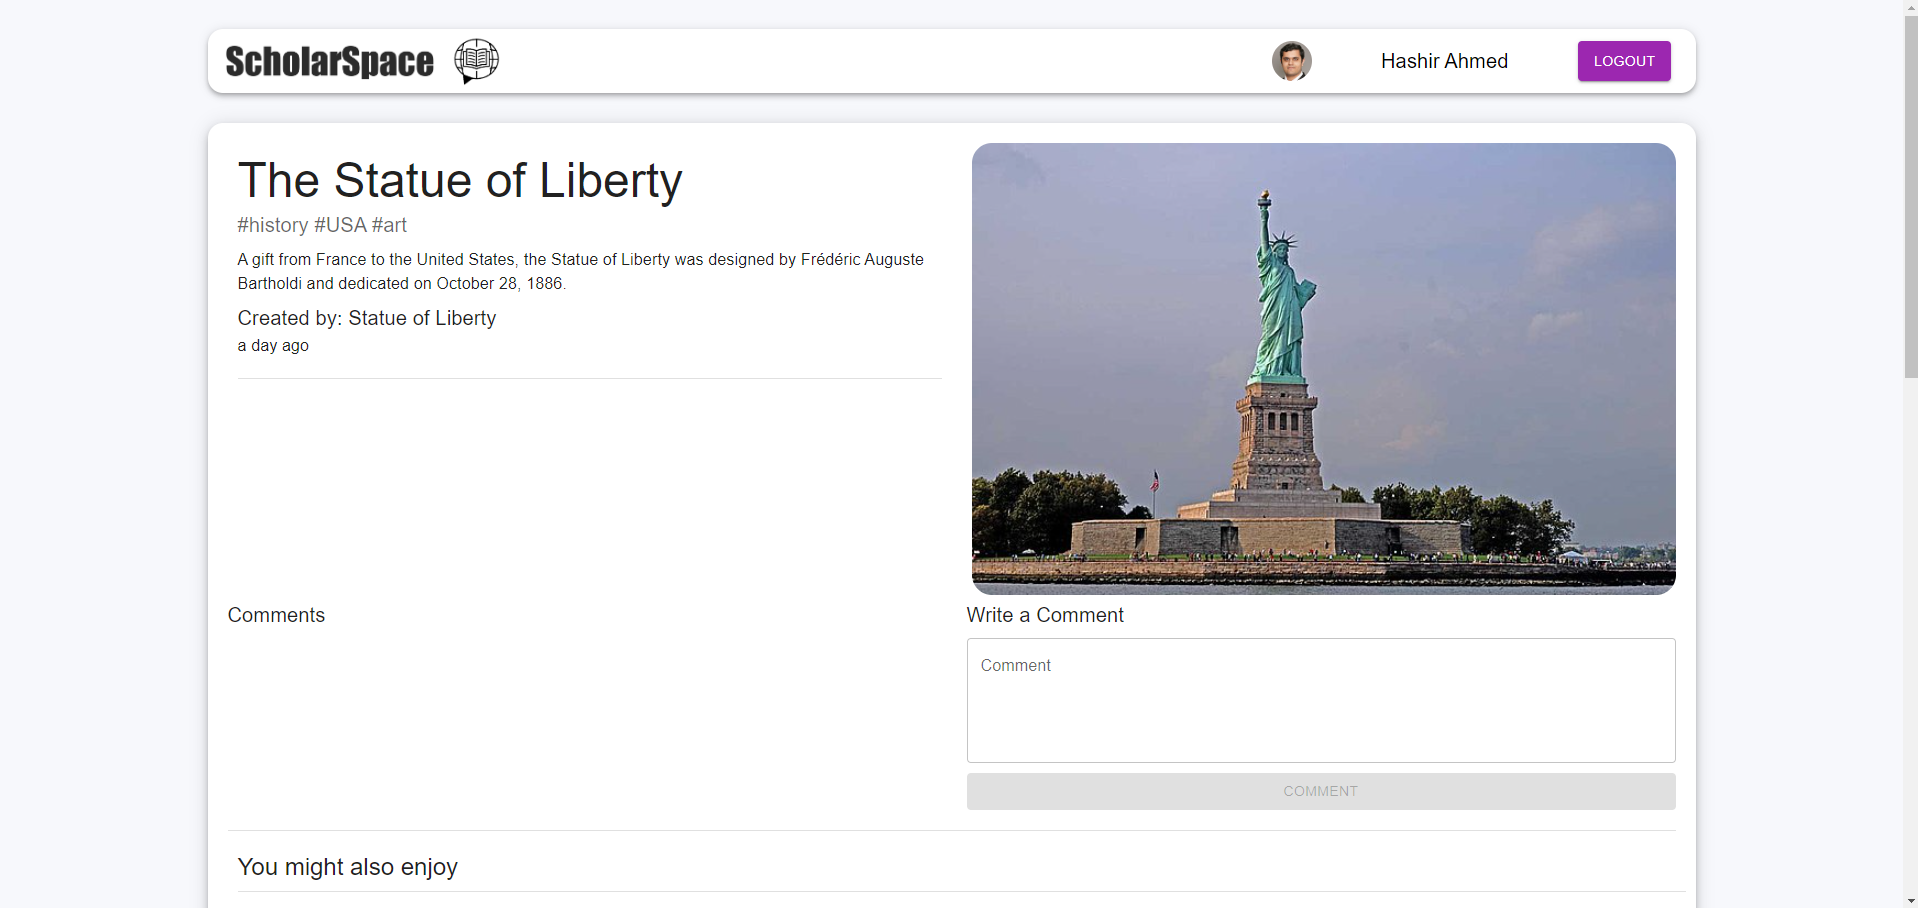 ScholarSpace
Hashir Ahmed
LOGOUT
The Statue of Liberty
#history #USA #art
A gift from France to the United States, the Statue of Liberty was designed by Frédéric Auguste
Bartholdi and dedicated on October 28, 1886.
Created by: Statue of Liberty
a day ago
Comments
Write a Comment
Comment
COMMENT
You might also enjoy